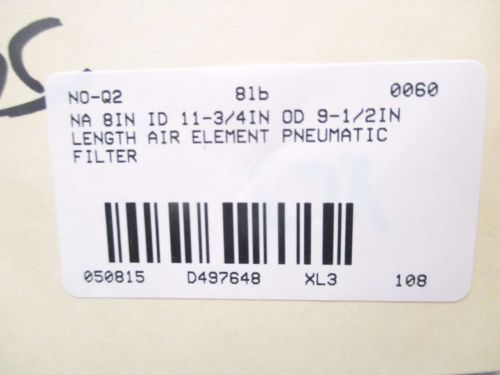 NO-Q2 8lb 0060
NA 8IN ID 11-3/4IN OD 9-1/2IN
LENGTH AIR ELEMENT PNEUMATIC
FILTER
050815 D497648 XL3 108